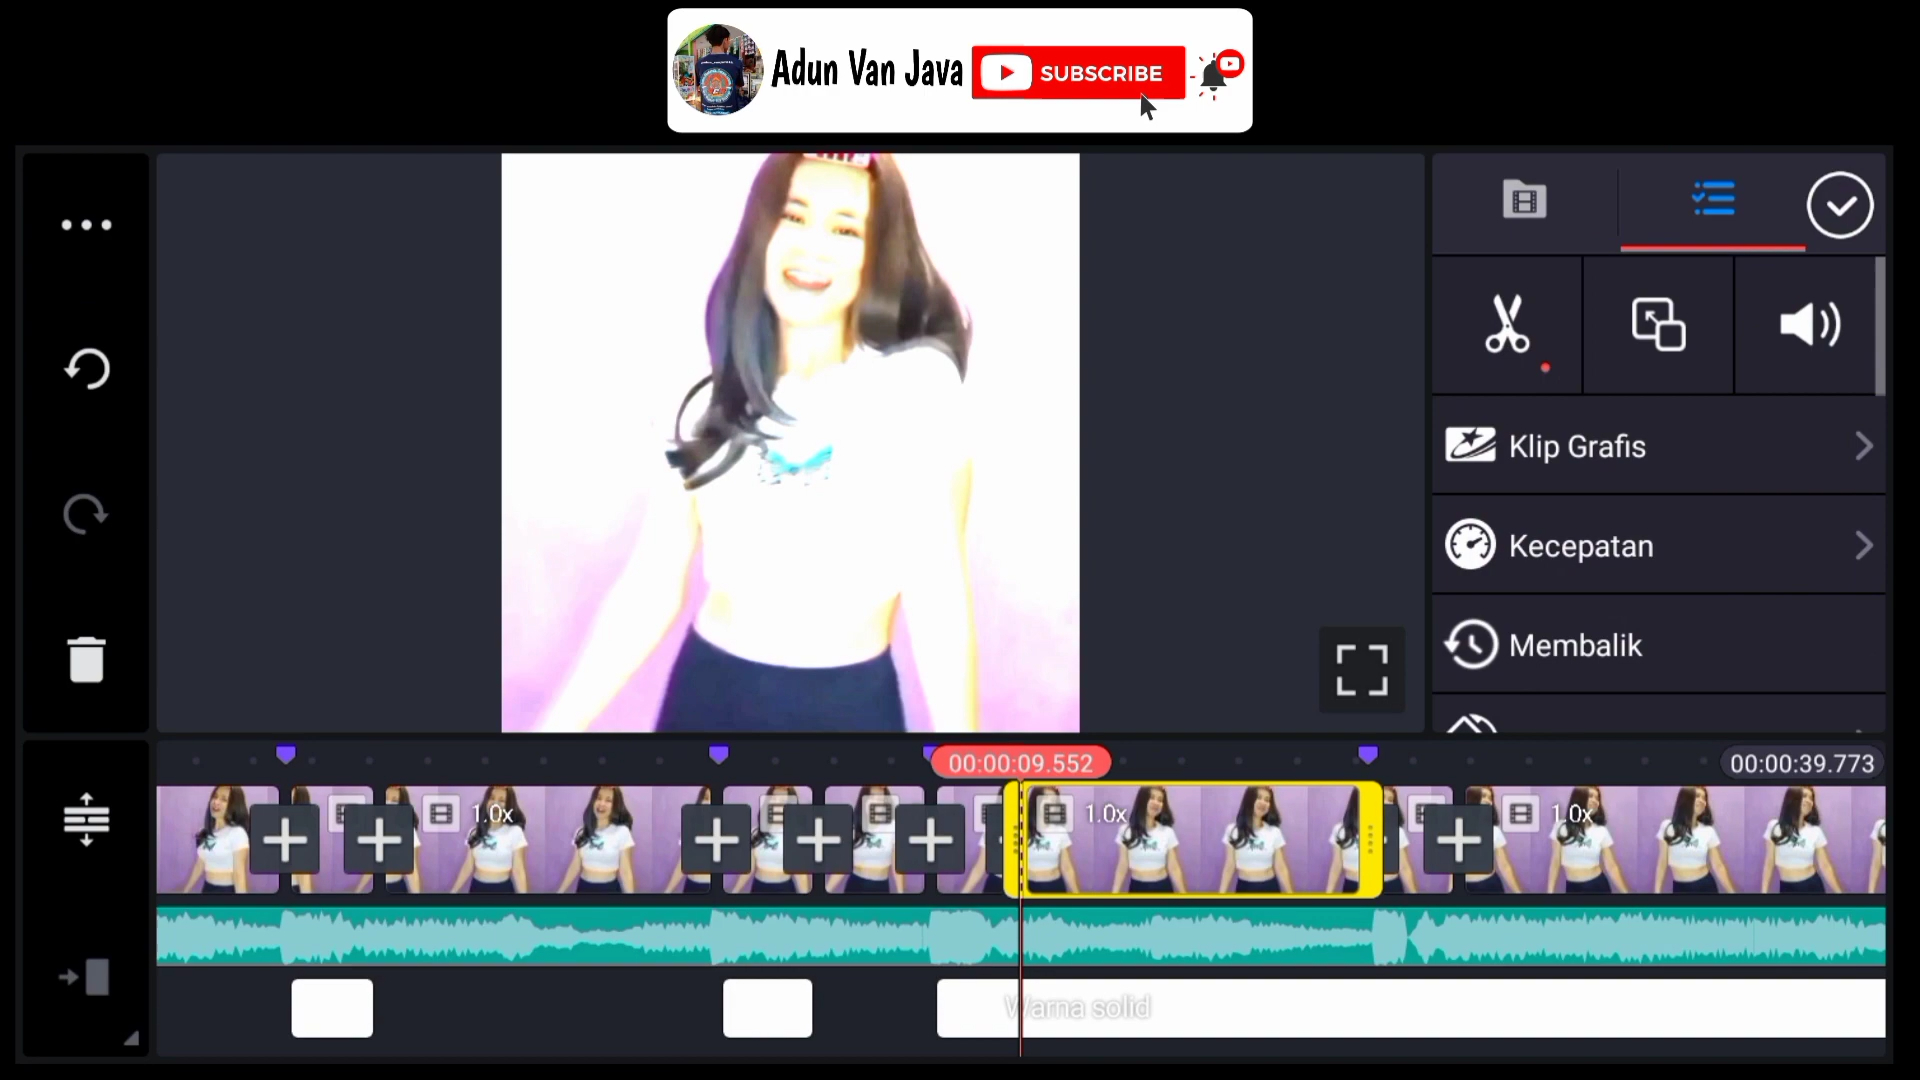 Adun Van Java
SUBSCRIBE
Klip Grafis
Kecepatan
Membalik
00:00:09.552
00:00:39.773
1.0x
1.0x
1.0x
Warna solid